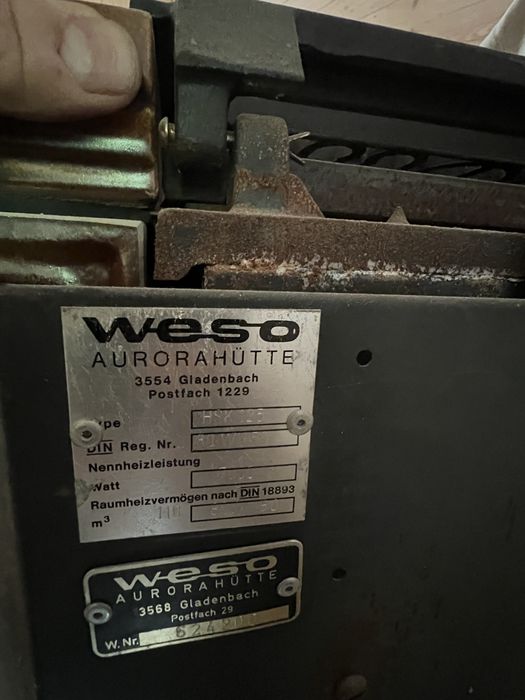 weso
AURORAHÜTTE
3554 Gladenbach
Postfach 1229
Type
DIN Reg. Nr.
Nennheizleistung
Watt
Raumheizvermögen nach DIN 18893
m³
weso
AURORAHÜTTE
3568 Gladenbach
Postfach 29
W. Nr.